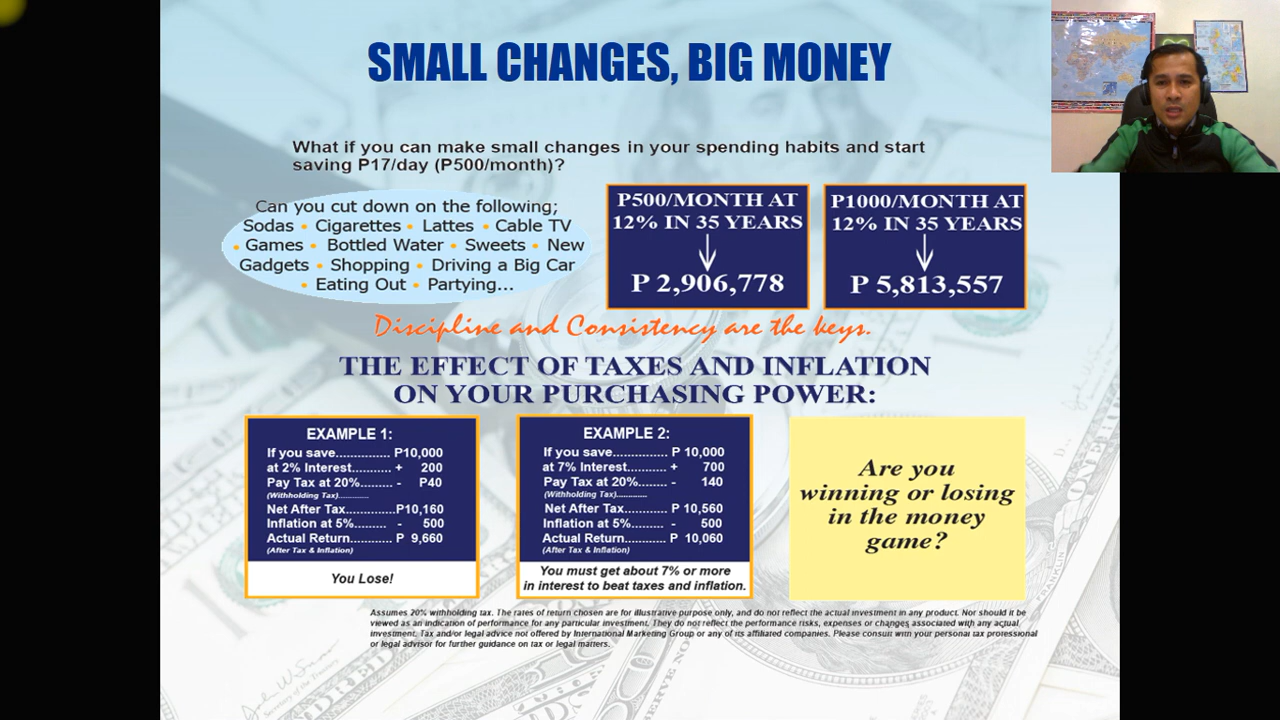 SMALL CHANGES, BIG MONEY
What if you can make small changes in your spending habits and start
saving P17/day (P500/month)?
Can you cut down on the following;
Sodas • Cigarettes • Lattes • Cable TV
• Games • Bottled Water • Sweets • New
Gadgets • Shopping • Driving a Big Car
• Eating Out • Partying...
P500/MONTH AT
12% IN 35 YEARS
P 2,906,778
P1000/MONTH AT
12% IN 35 YEARS
P 5,813,557
Discipline and Consistency are the keys.
THE EFFECT OF TAXES AND INFLATION
ON YOUR PURCHASING POWER:
EXAMPLE 1:
If you save................ P10,000
at 2% Interest........... + 200
Pay Tax at 20%......... - P40
(Withholding Tax).............
Net After Tax..............P10,160
Inflation at 5%......... - 500
Actual Return............ P 9,660
(After Tax & Inflation)
You Lose!
EXAMPLE 2:
If you save................ P 10,000
at 7% Interest........... + 700
Pay Tax at 20%......... - 140
(Withholding Tax).............
Net After Tax.............. P 10,560
Inflation at 5%......... - 500
Actual Return............ P 10,060
(After Tax & Inflation)
You must get about 7% or more
in interest to beat taxes and inflation.
Are you
winning or losing
in the money
game?
Assumes 20% withholding tax. The rates of return chosen are for illustrative purpose only, and do not reflect the actual investment in any product. Nor should it be
viewed as an indication of performance for any particular investment. They do not reflect the performance risks, expenses or changes associated with any actual
investment. Tax and/or legal advice not offered by International Marketing Group or any of its affiliated companies. Please consult with your personal tax professional
or legal advisor for further guidance on tax or legal matters.